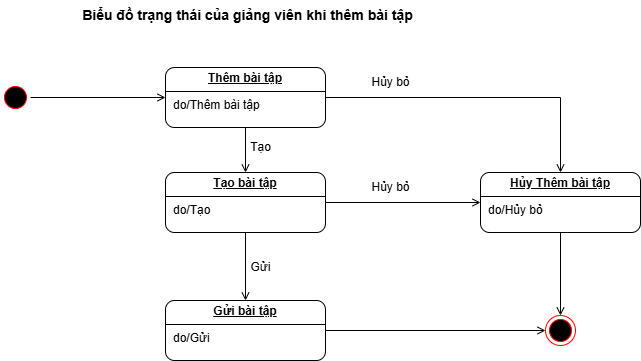 Biểu đồ trạng thái của giảng viên khi thêm bài tập
Thêm bài tập
do/Thêm bài tập
Hủy bỏ
Tạo
Tạo bài tập
do/Tạo
Hủy bỏ
Hủy Thêm bài tập
do/Hủy bỏ
Gửi
Gửi bài tập
do/Gửi